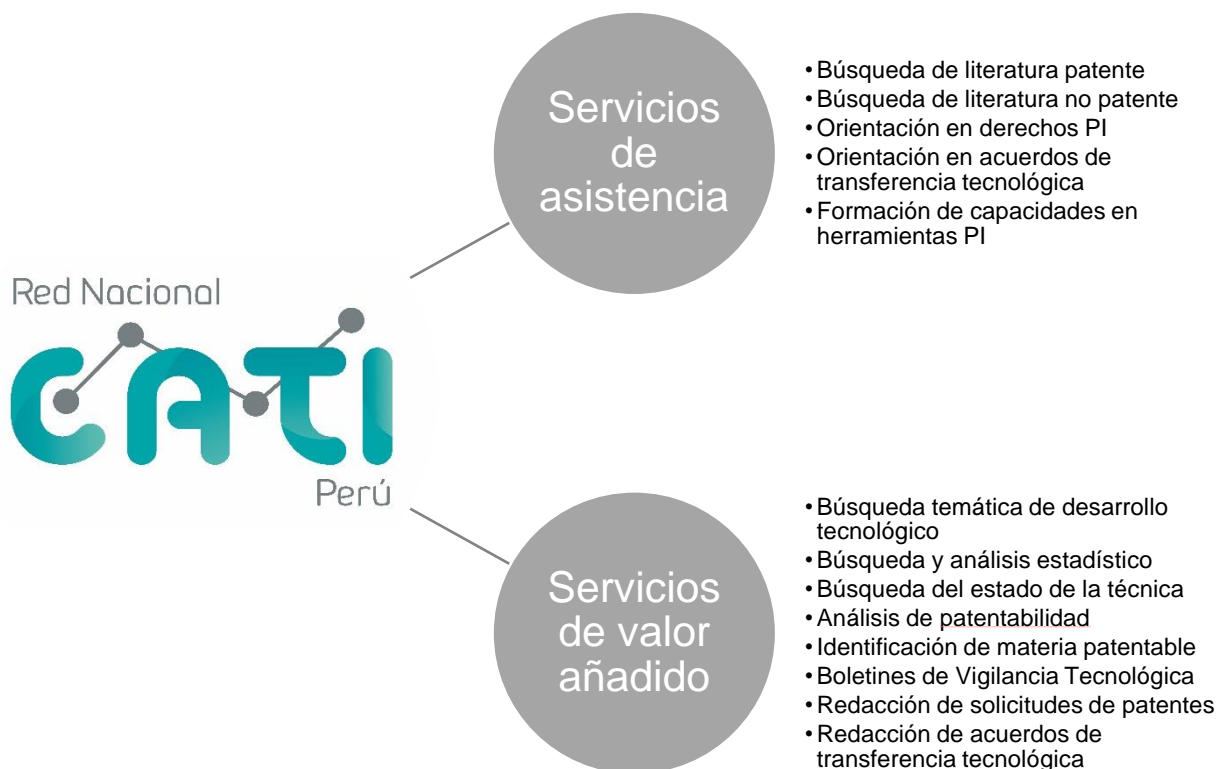 Red Nacional
CATI
Perú
Servicios
de
asistencia
•Búsqueda de literatura patente
•Búsqueda de literatura no patente
•Orientación en derechos PI
•Orientación en acuerdos de
transferencia tecnológica
•Formación de capacidades en
herramientas PI
Servicios
de valor
añadido
•Búsqueda temática de desarrollo
tecnológico
•Búsqueda y análisis estadístico
•Búsqueda del estado de la técnica
•Análisis de patentabilidad
•Identificación de materia patentable
•Boletines de Vigilancia Tecnológica
•Redacción de solicitudes de patentes
•Redacción de acuerdos de
transferencia tecnológica